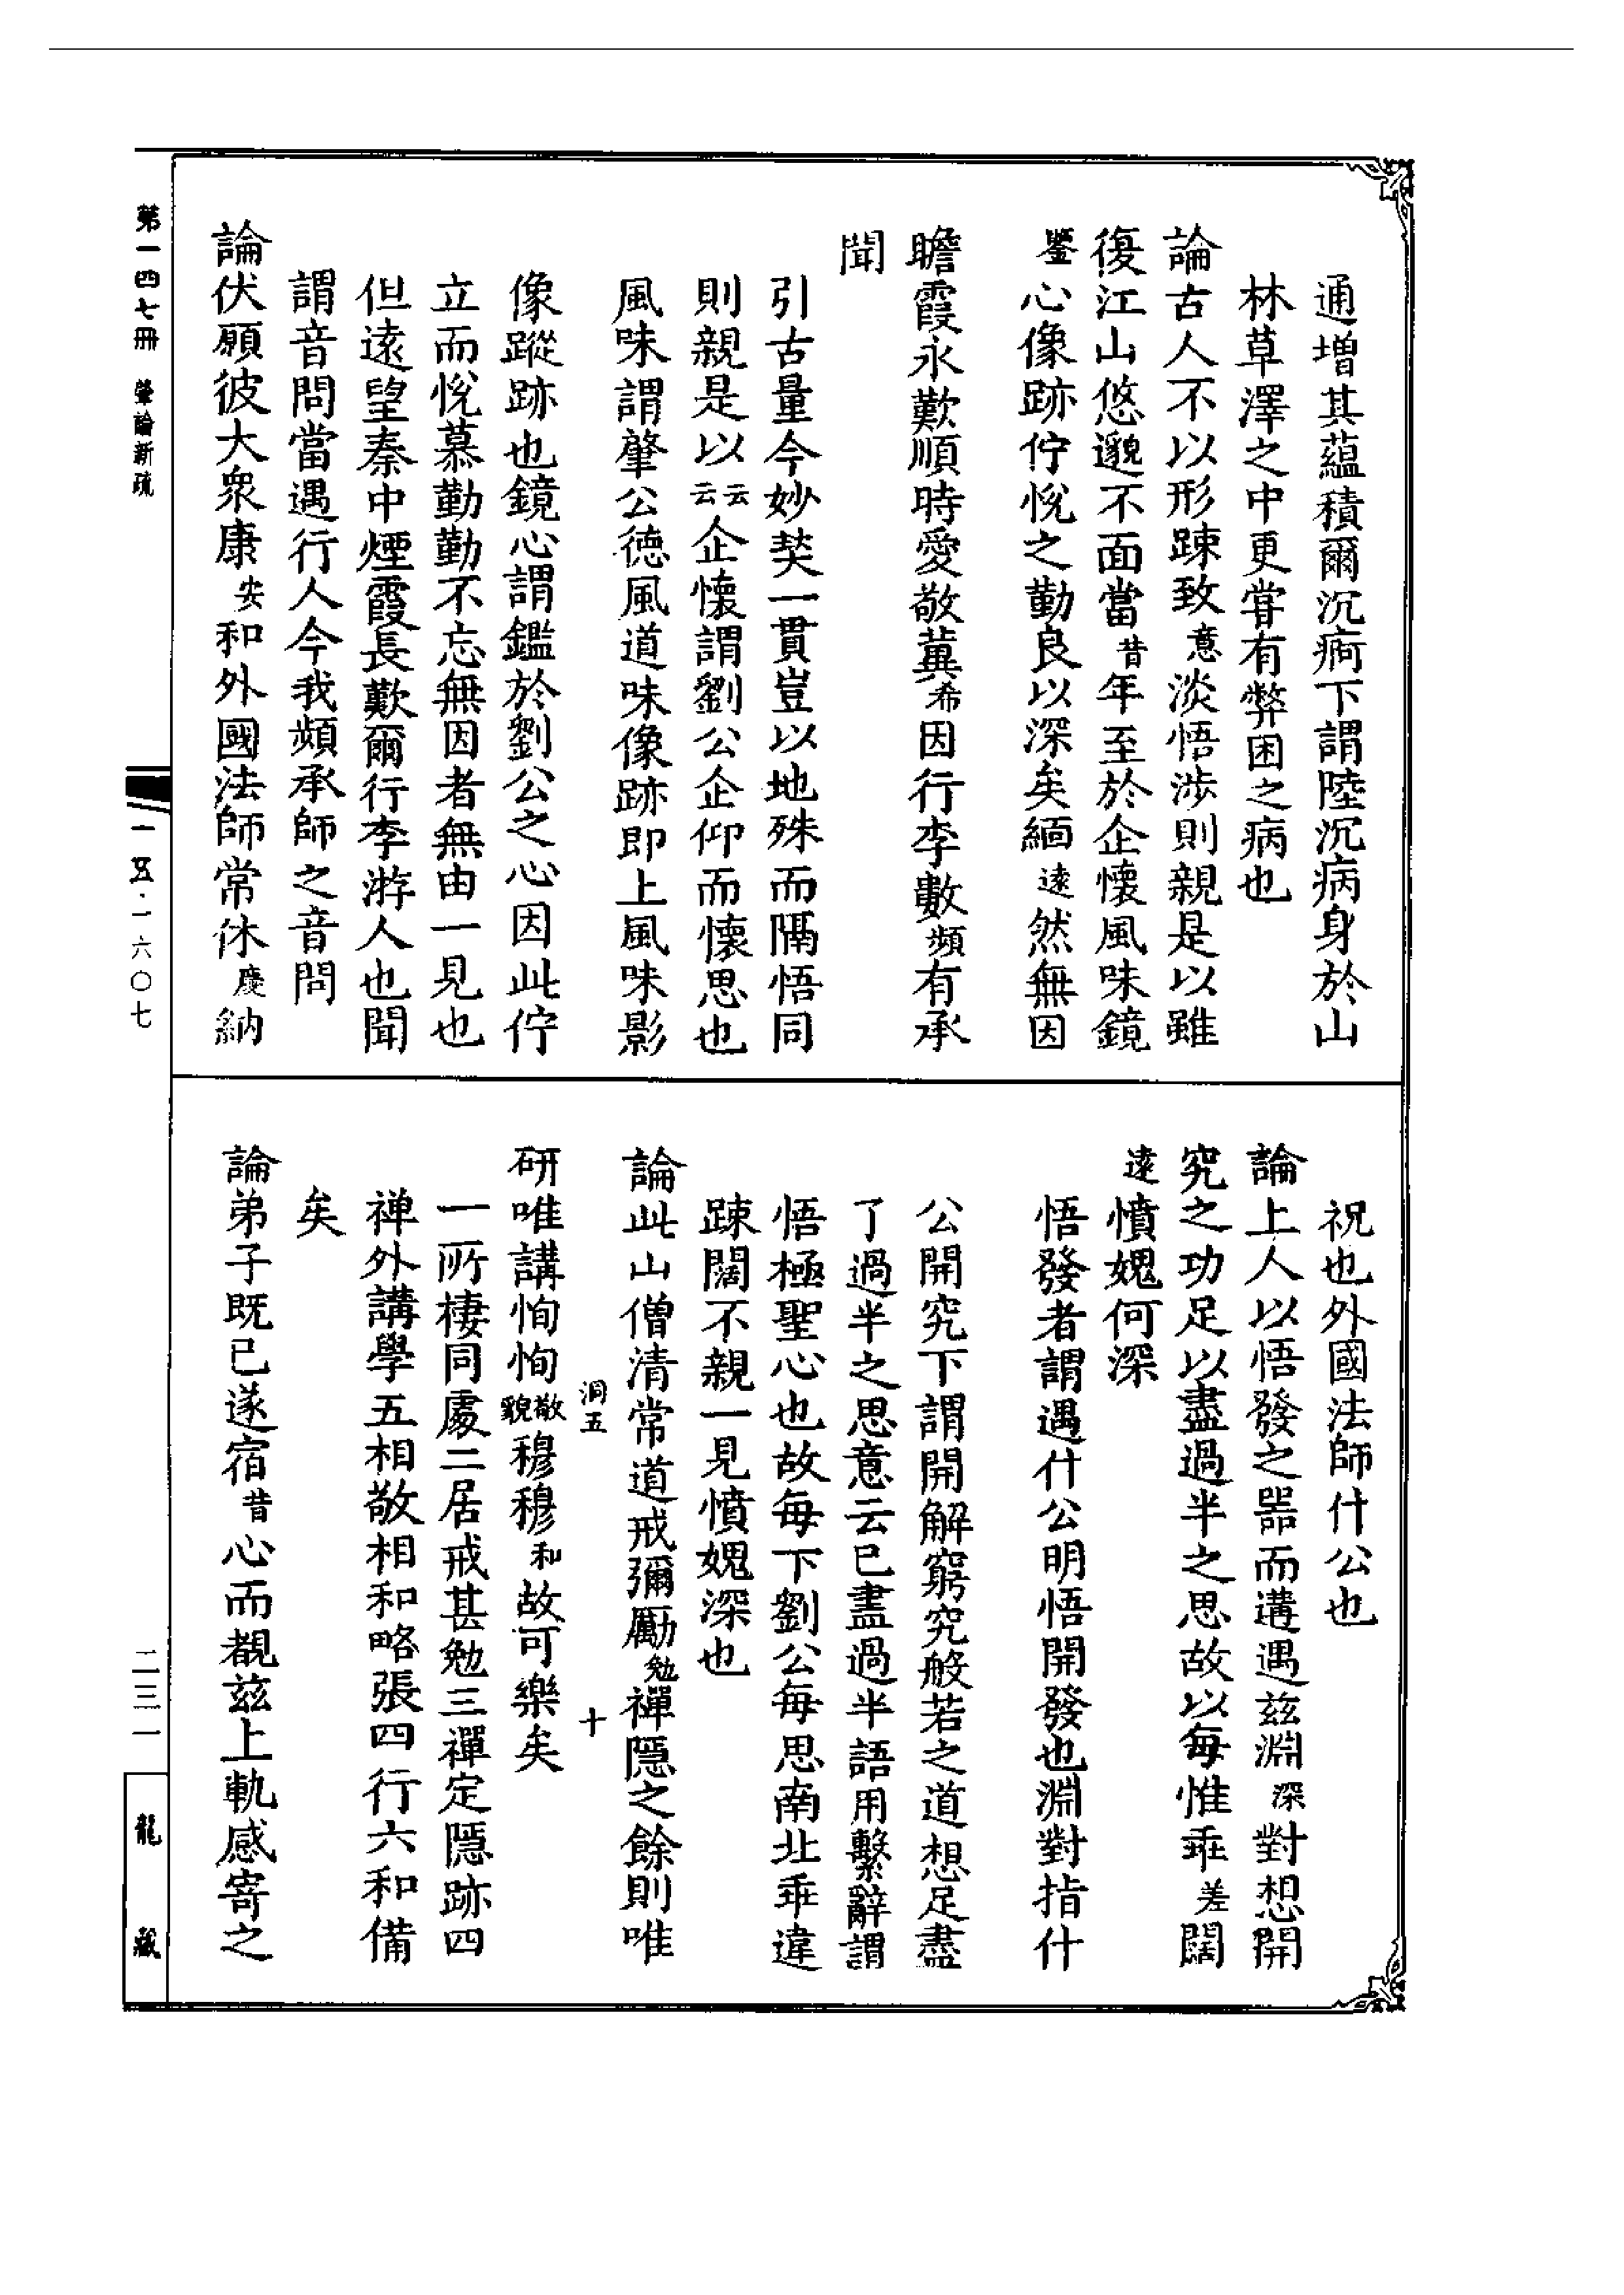 通增其蘊積爾沉痾下謂陸沉病身於山
林草澤之中更甞有弊困之病也
論古人不以形踈致意淡悟涉則親是以雖
復江山悠邈不面當昔年至於企懷風味鏡
鑒心像跡佇悅之勤良以深矣緬遠然無因
瞻霞永歎順時愛敬冀希因行李數頻有承
聞
引古量今妙契一貫豈以地殊而隔悟同
則親是以云云企懷謂劉公企仰而懷思也
風味謂肇公德風道味像跡即上風味影
像蹤跡也鏡心謂鑑於劉公之心因此佇
立而悅慕勤勤不忘無因者無由一見也
但遠望秦中煙霞長歎爾行李游人也聞
謂音問當遇行人今我頻承師之音問
論伏願彼大衆康安和外國法師常休慶納
祝也外國法師什公也
論上人以悟發之噐而遘遇兹淵深對想開
究之功足以盡過半之思故以每惟乖差闊
遠憤媿何深
悟發者謂遇什公明悟開發也淵對指什
公開究下謂開解窮究般若之道想足盡
了過半之思意云已盡過半語用繫辭謂
悟極聖心也故每下劉公每思南北乖違
踈闊不親一見憤媿深也
論此山僧清常道戒彌勵勉禪隱之餘則唯
洞五 十
研唯講恂恂敬貌穆穆和故可樂矣
一所棲同處二居戒甚勉三禪定隱跡四
禅外講學五相敬相和略張四行六和備
矣
論弟子既已遂宿昔心而覩兹上軌感寄之
第一四七冊 肇論新疏
一五·一六〇七
二三一
龍藏